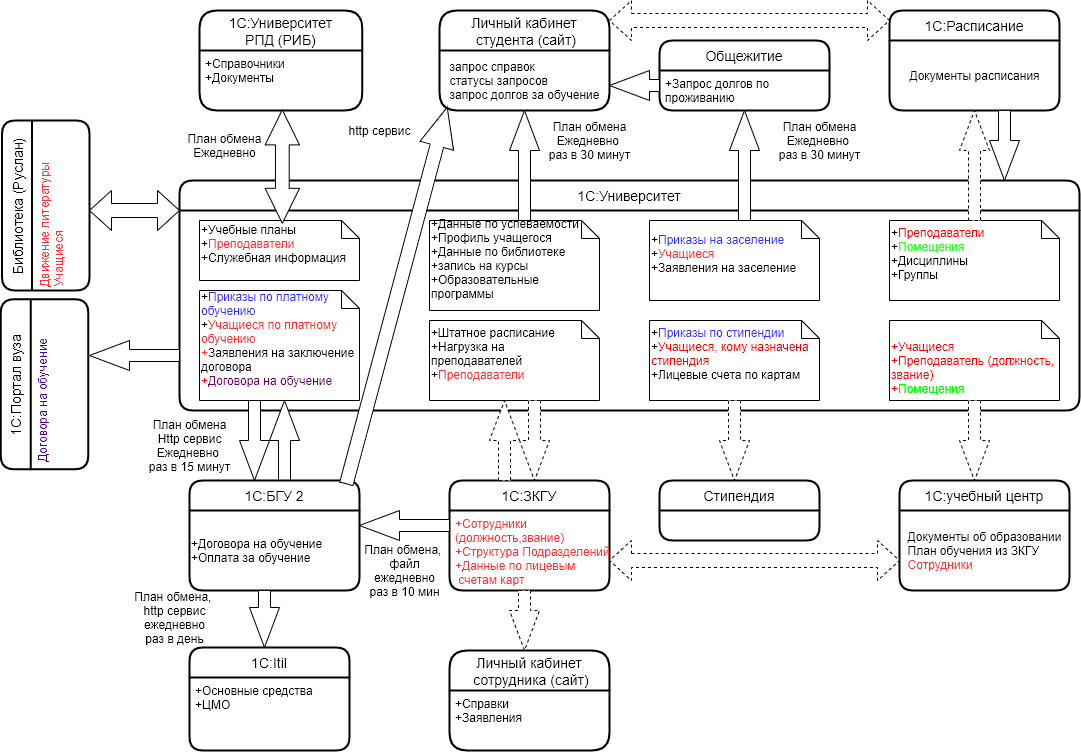 1С:Университет
РПД (РИБ)
+Справочники
+Документы
Личный кабинет
студента (сайт)
запрос справок
статусы запросов
запрос долгов за обучение
Общежитие
+Запрос долгов по
проживанию
1С:Расписание
Документы расписания
План обмена
Ежедневно
http сервис
План обмена
Ежедневно
раз в 30 минут
План обмена
Ежедневно
раз в 30 минут
Библиотека (Руслан)
Движение литературы
Учащиеся
1С:Портал вуза
Договора на обучение
1С:Университет
+Учебные планы
+Преподаватели
+Служебная информация
+Данные по успеваемости
+Профиль учащегося
+Данные по библиотеке
+запись на курсы
+Образовательные
программы
+Приказы на заселение
+Учащиеся
+Заявления на заселение
+Преподаватели
+Помещения
+Дисциплины
+Группы
+Приказы по платному
обучению
+Учащиеся по платному
обучению
+Заявления на заключение
договора
+Договора на обучение
+Штатное расписание
+Нагрузка на
преподавателей
+Преподаватели
+Приказы по стипендии
+Учащиеся, кому назначена
стипендия
+Лицевые счета по картам
+Учащиеся
+Преподаватель (должность,
звание)
+Помещения
План обмена
Http сервис
Ежедневно
раз в 15 минут
1С:БГУ 2
+Договора на обучение
+Оплата за обучение
План обмена,
файл
ежедневно
раз в 10 мин
1С:ЗКГУ
+Сотрудники
(должность,звание)
+Структура Подразделений
+Данные по лицевым
счетам карт
Стипендия
1С:учебный центр
Документы об образовании
План обучения из ЗКГУ
Сотрудники
План обмена,
http сервис
ежедневно
раз в день
1С:Itil
+Основные средства
+ЦМО
Личный кабинет
сотрудника (сайт)
+Справки
+Заявления